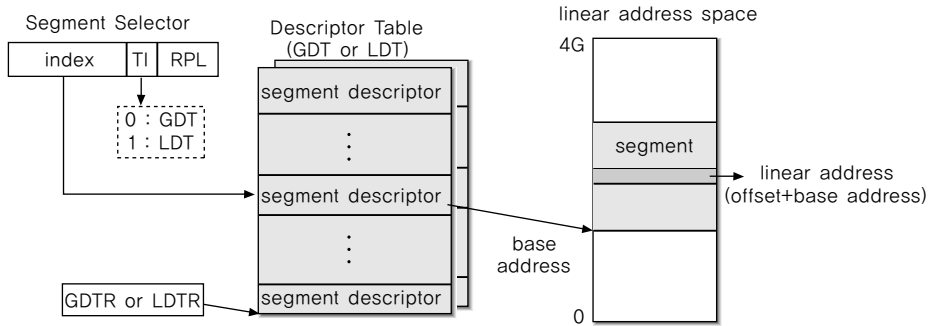 Segment Selector
index TI RPL
0 : GDT
1 : LDT
Descriptor Table
(GDT or LDT)
segment descriptor
segment descriptor
segment descriptor
GDTR or LDTR
base
address
linear address space
4G
segment
linear address
(offset+base address)
0